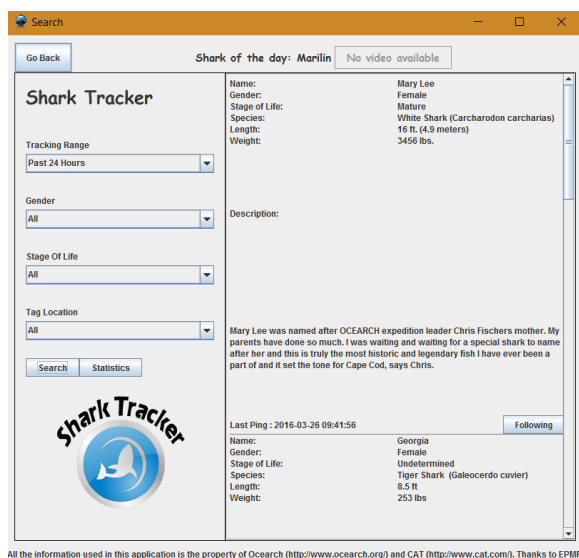 Search
Go Back
Shark of the day: Marilin
No video available
Shark Tracker
Tracking Range
Past 24 Hours
Gender
All
Stage Of Life
All
Tag Location
All
Search
Statistics
Shark Tracker
Name: Mary Lee
Gender: Female
Stage of Life: Mature
Species: White Shark (Carcharodon carcharias)
Length: 16 ft. (4.9 meters)
Weight: 3456 lbs.
Description:
Mary Lee was named after OCEARCH expedition leader Chris Fischers mother. My
parents have done so much. I was waiting and waiting for a special shark to name
after her and this is truly the most historic and legendary fish I have ever been a
part of and it set the tone for Cape Cod, says Chris.
Last Ping : 2016-03-26 09:41:56
Following
Name: Georgia
Gender: Female
Stage of Life: Undetermined
Species: Tiger Shark (Galeocerdo cuvier)
Length: 8.5 ft
Weight: 253 lbs
All the information used in this application is the property of Ocearch (http://www.ocearch.org/) and CAT (http://www.cat.com/). Thanks to